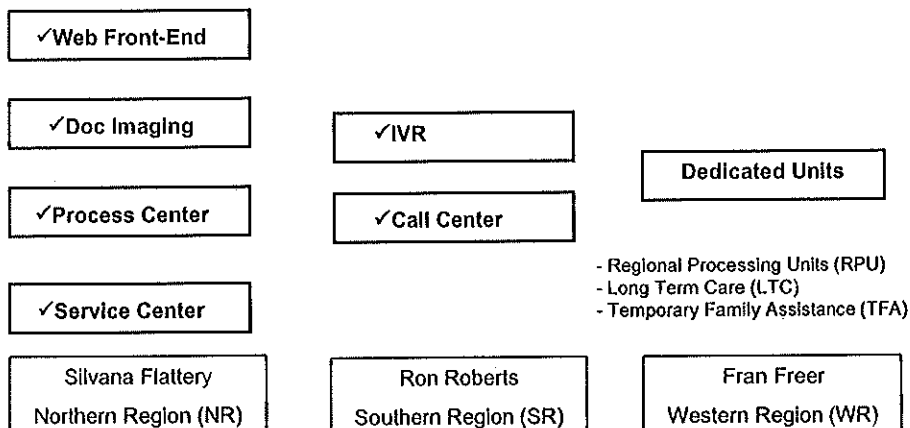 ✓Web Front-End
✓Doc Imaging
✓Process Center
✓Service Center
Silvana Flattery
Northern Region (NR)
✓IVR
✓Call Center
Ron Roberts
Southern Region (SR)
Dedicated Units
- Regional Processing Units (RPU)
- Long Term Care (LTC)
- Temporary Family Assistance (TFA)
Fran Freer
Western Region (WR)